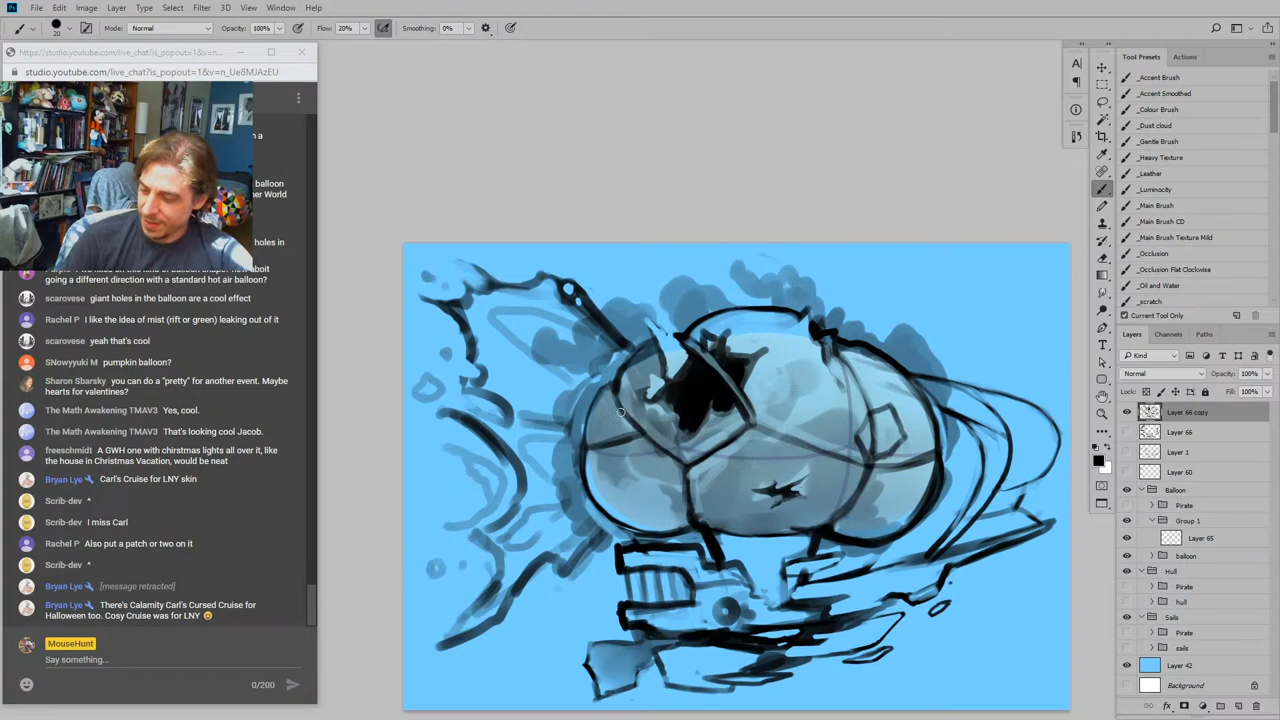 Ps File Edit Image Layer Type Select Filter 3D View Window Help
20 Mode: Normal Opacity: 100% Flow: 20% Smoothing: 0%
https://studio.youtube.com/live_chat?is_popout=1&v=n...
studio.youtube.com/live_chat?is_popout=1&v=n_Ue8MJAzEU
n a
balloon
ner World
holes in
going a different direction with a standard hot air balloon?
scarovese giant holes in the balloon are a cool effect
Rachel P I like the idea of mist (rift or green) leaking out of it
scarovese yeah that's cool
SNowyyuki M pumpkin balloon?
Sharon Sbarsky you can do a "pretty" for another event. Maybe
hearts for valentines?
The Math Awakening TMAV3 Yes, cool.
The Math Awakening TMAV3 That's looking cool Jacob.
freeschmidt A GWH one with chirstmas lights all over it, like
the house in Christmas Vacation, would be neat
Bryan Lye Carl's Cruise for LNY skin
Scrib-dev ^
Scrib-dev I miss Carl
Rachel P Also put a patch or two on it
Scrib-dev ^
Bryan Lye [message retracted]
Bryan Lye There's Calamity Carl's Cursed Cruise for
Halloween too. Cosy Cruise was for LNY
MouseHunt
Say something...
0/200
Tool Presets Actions
_Accent Brush
_Accent Smoothed
_Colour Brush
_Dust cloud
_Gentle Brush
_Heavy Texture
_Leather
_Luminocity
_Main Brush
_Main Brush CD
_Main Brush Texture Mild
_Occlusion
_Occlusion Flat Clockwise
_Oil and Water
_scratch
Current Tool Only
Layers Channels Paths
Kind
Normal Opacity: 100%
Lock: Fill: 100%
Layer 66 copy
Layer 66
Layer 1
Layer 60
Balloon
Pirate
Group 1
Layer 65
balloon
Hull
Pirate
hull
Sails
Pirate
sails
Layer 42
Background